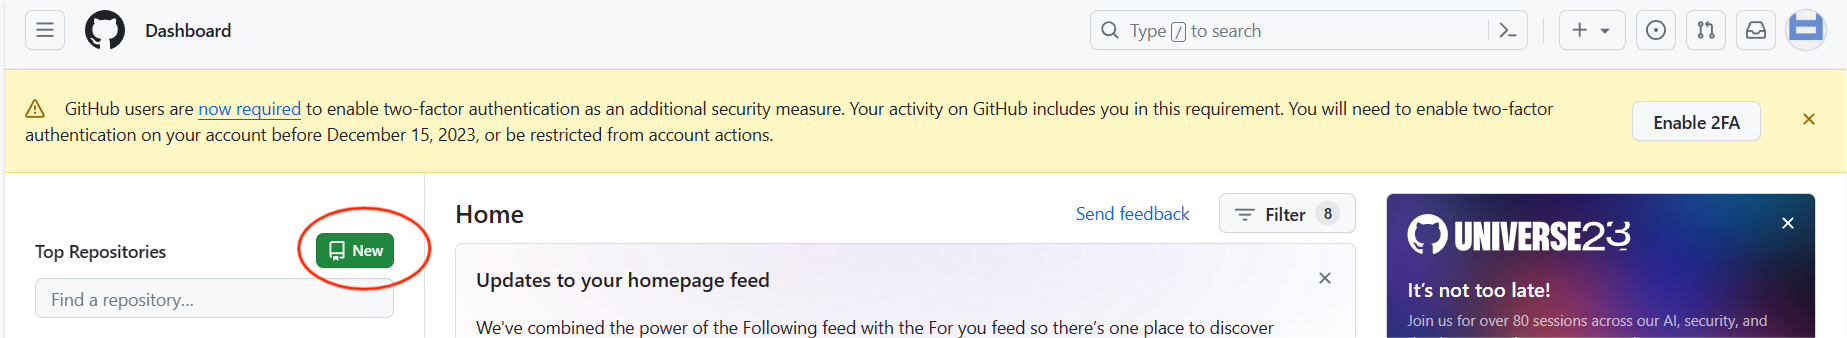 Dashboard
Type / to search
GitHub users are now required to enable two-factor authentication as an additional security measure. Your activity on GitHub includes you in this requirement. You will need to enable two-factor
authentication on your account before December 15, 2023, or be restricted from account actions.
Enable 2FA
Top Repositories
New
Find a repository...
Home
Send feedback
Filter 8
Updates to your homepage feed
We've combined the power of the Following feed with the For you feed so there's one place to discover
UNIVERSE23
It's not too late!
Join us for over 80 sessions across our AI, security, and